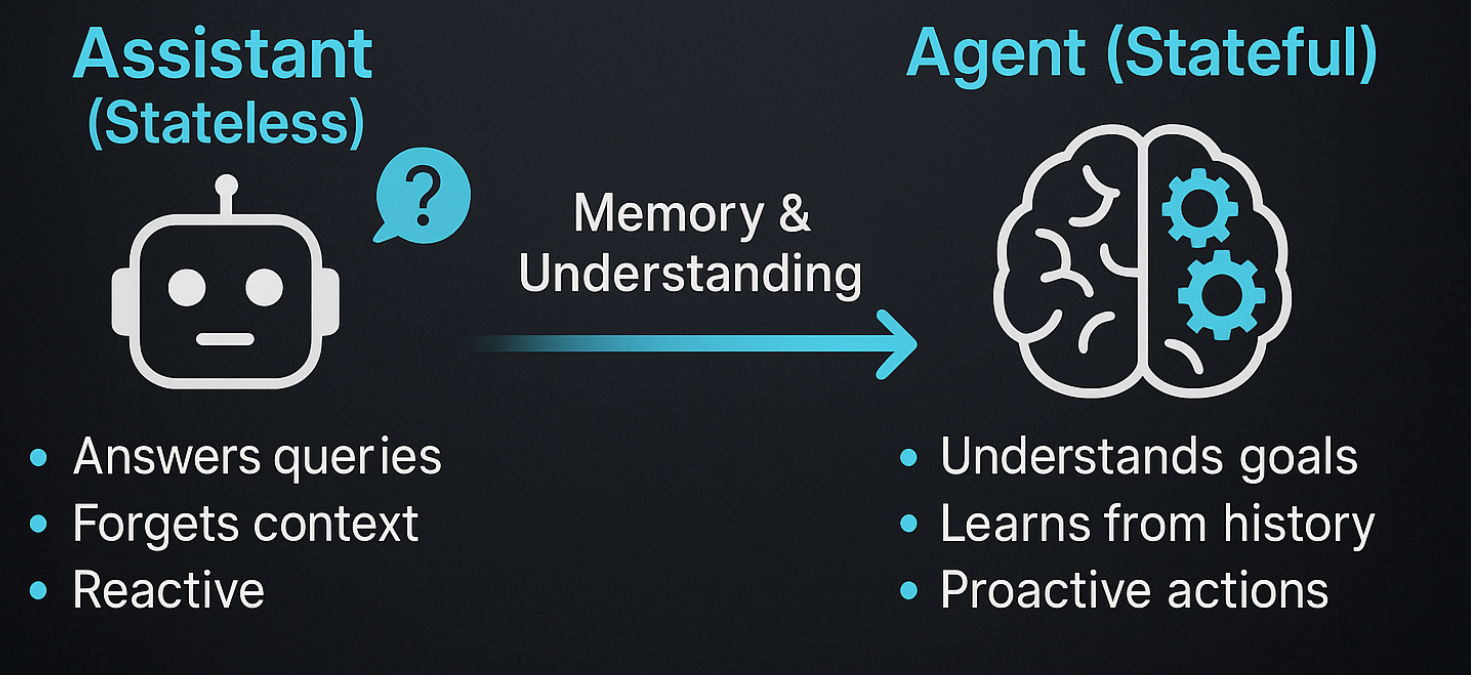 Assistant
(Stateless)
?
Memory &
Understanding
Agent (Stateful)
• Answers queries
• Forgets context
• Reactive
• Understands goals
• Learns from history
• Proactive actions